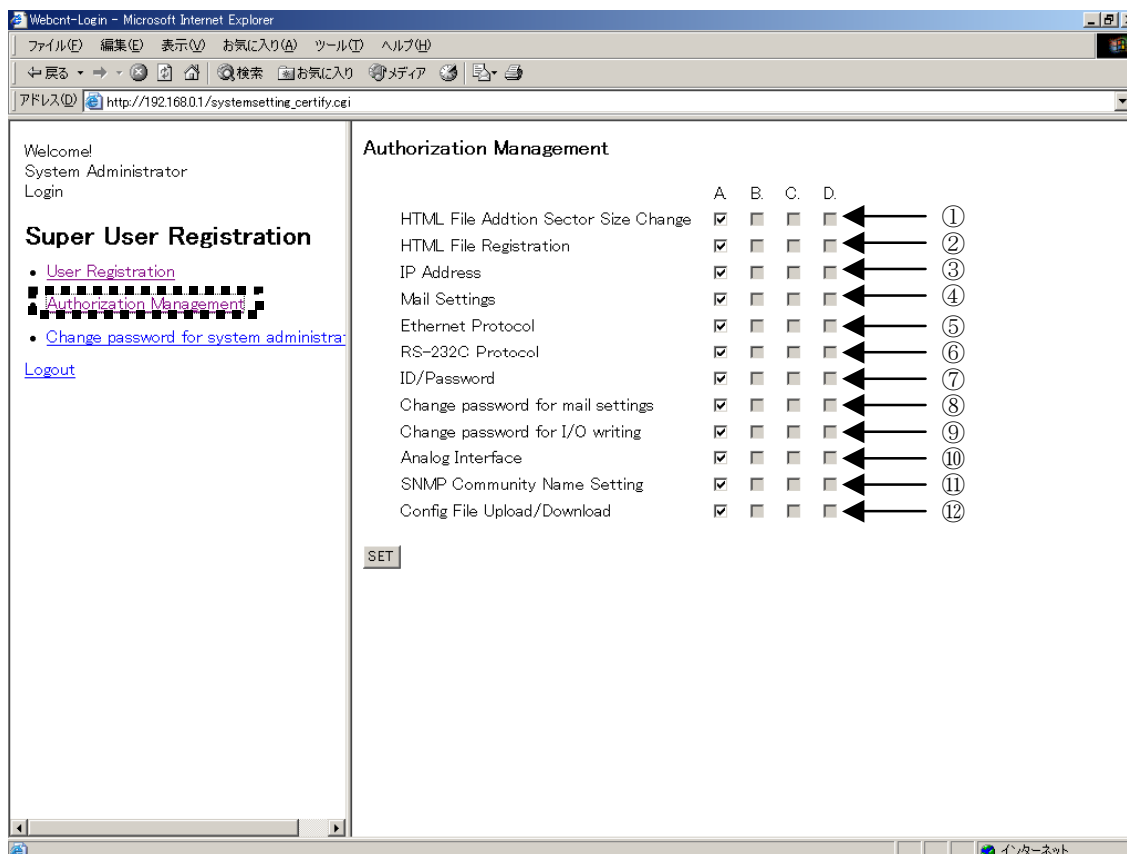 Webcnt-Login - Microsoft Internet Explorer
ファイル(F) 編集(E) 表示(V) お気に入り(A) ツール(T) ヘルプ(H)
戻る 検索 お気に入り メディア
アドレス(D) http://192.168.0.1/systemsetting_certify.cgi
Welcome!
System Administrator
Login
Super User Registration
• User Registration
• Authorization Management
• Change password for system administra
Logout
Authorization Management
A. B. C. D.
HTML File Addtion Sector Size Change ①
HTML File Registration ②
IP Address ③
Mail Settings ④
Ethernet Protocol ⑤
RS-232C Protocol ⑥
ID/Password ⑦
Change password for mail settings ⑧
Change password for I/O writing ⑨
Analog Interface ⑩
SNMP Community Name Setting ⑪
Config File Upload/Download ⑫
SET
インターネット